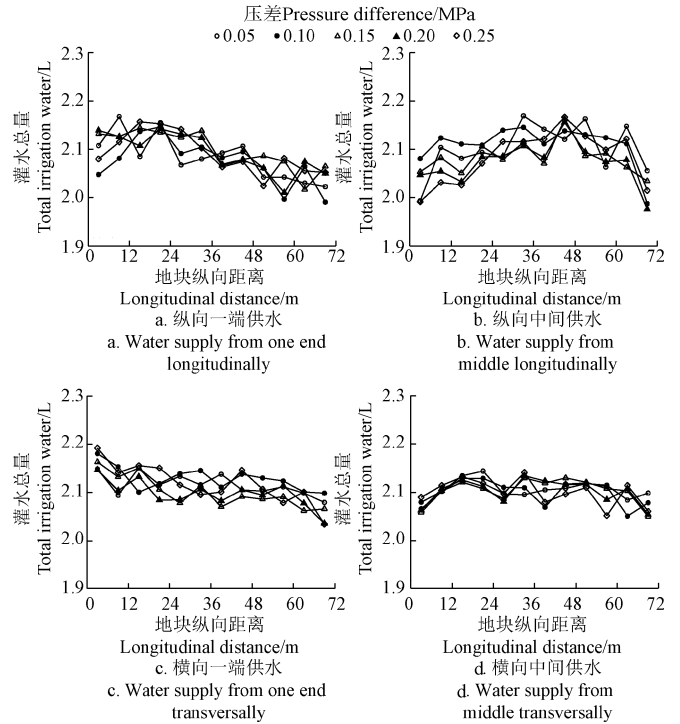 压差Pressure difference/MPa
0.05 0.10 0.15 0.20 0.25
灌水总量
Total irrigation water/L
2.3
2.2
2.1
2.0
1.9
0 12 24 36 48 60 72
地块纵向距离
Longitudinal distance/m
a. 纵向一端供水
a. Water supply from one end
longitudinally
灌水总量
Total irrigation water/L
2.3
2.2
2.1
2.0
1.9
0 12 24 36 48 60 72
地块纵向距离
Longitudinal distance/m
b. 纵向中间供水
b. Water supply from
middle longitudinally
灌水总量
Total irrigation water/L
2.3
2.2
2.1
2.0
1.9
0 12 24 36 48 60 72
地块纵向距离
Longitudinal distance/m
c. 横向一端供水
c. Water supply from one end
transversally
灌水总量
Total irrigation water/L
2.3
2.2
2.1
2.0
1.9
0 12 24 36 48 60 72
地块纵向距离
Longitudinal distance/m
d. 横向中间供水
d. Water supply from
middle transversally